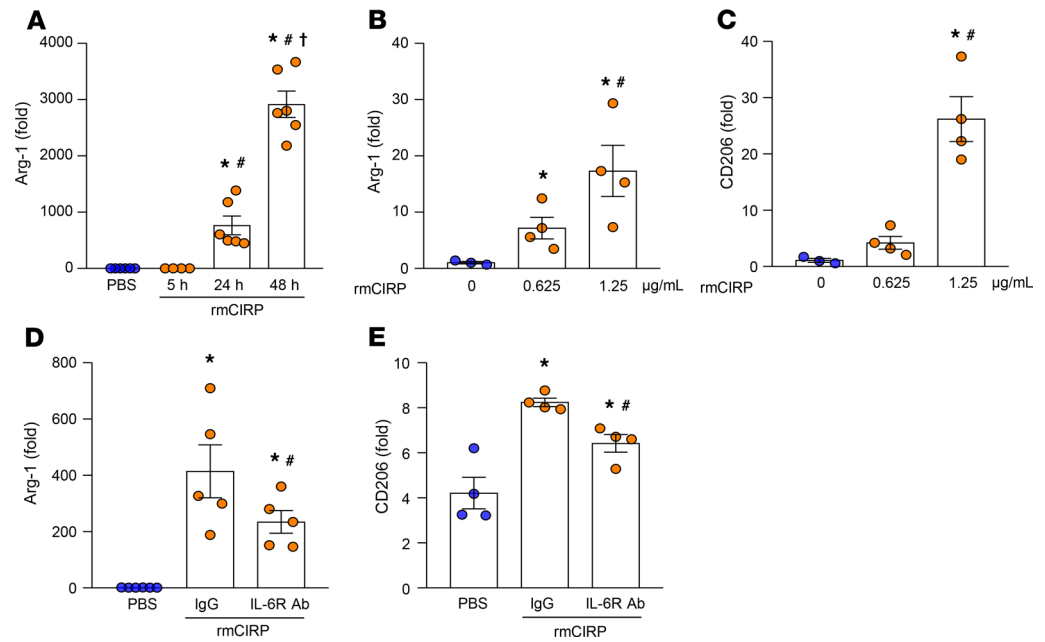 A
Arg-1 (fold)
4000
3000
2000
1000
0
* #
* # †
PBS
5 h
24 h
48 h
rmCIRP
B
Arg-1 (fold)
40
30
20
10
0
*
* #
rmCIRP
0
0.625
1.25
µg/mL
C
CD206 (fold)
40
30
20
10
0
* #
rmCIRP
0
0.625
1.25
µg/mL
D
Arg-1 (fold)
800
600
400
200
0
*
* #
PBS
IgG
IL-6R Ab
rmCIRP
E
CD206 (fold)
10
8
6
4
2
0
*
* #
PBS
IgG
IL-6R Ab
rmCIRP